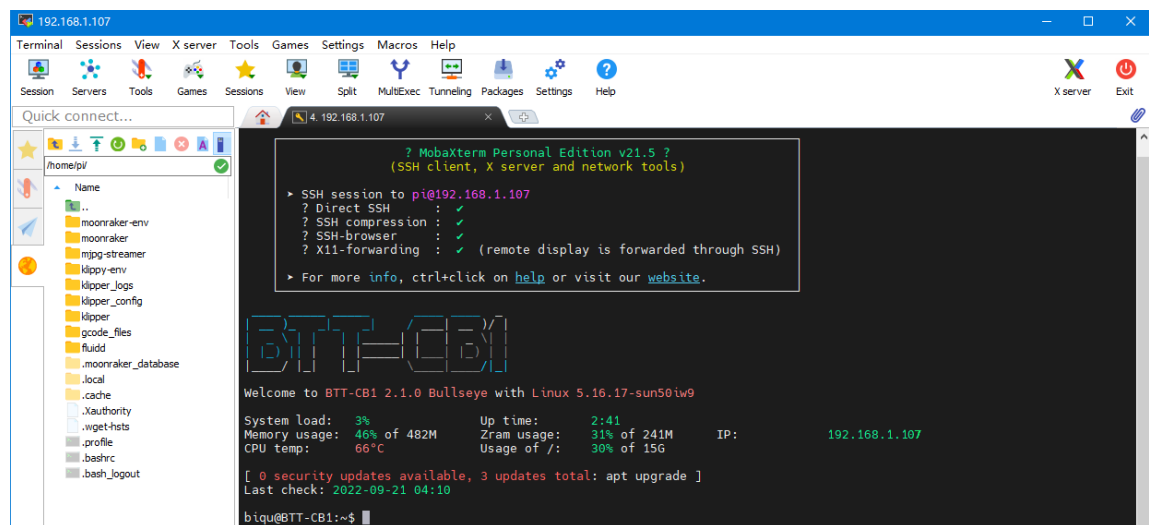 192.168.1.107
Terminal Sessions View X server Tools Games Settings Macros Help
Session Servers Tools Games Sessions View Split MultiExec Tunneling Packages Settings Help X server Exit
Quick connect...
4. 192.168.1.107
/home/pi/
Name
..
moonraker-env
moonraker
mjpg-streamer
klippy-env
klipper_logs
klipper_config
klipper
gcode_files
fluidd
.moonraker_database
.local
.cache
.Xauthority
.wget-hsts
.profile
.bashrc
.bash_logout
? MobaXterm Personal Edition v21.5 ?
(SSH client, X server and network tools)
➤ SSH session to pi@192.168.1.107
? Direct SSH : ✔
? SSH compression : ✔
? SSH-browser : ✔
? X11-forwarding : ✔ (remote display is forwarded through SSH)
➤ For more info, ctrl+click on help or visit our website.
BTT-CB1
Welcome to BTT-CB1 2.1.0 Bullseye with Linux 5.16.17-sun50iw9
System load: 3% Up time: 2:41
Memory usage: 46% of 482M Zram usage: 31% of 241M IP: 192.168.1.107
CPU temp: 66°C Usage of /: 30% of 15G
[ 0 security updates available, 3 updates total: apt upgrade ]
Last check: 2022-09-21 04:10
biqu@BTT-CB1:~$